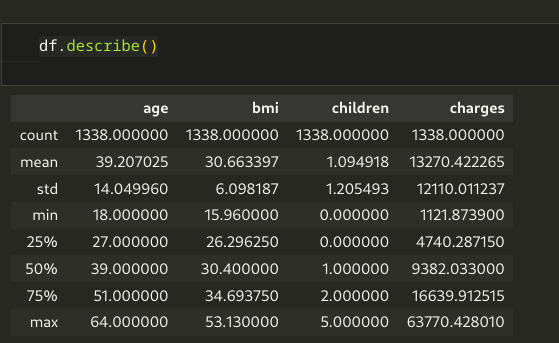 df.describe()
age bmi children charges
count 1338.000000 1338.000000 1338.000000 1338.000000
mean 39.207025 30.663397 1.094918 13270.422265
std 14.049960 6.098187 1.205493 12110.011237
min 18.000000 15.960000 0.000000 1121.873900
25% 27.000000 26.296250 0.000000 4740.287150
50% 39.000000 30.400000 1.000000 9382.033000
75% 51.000000 34.693750 2.000000 16639.912515
max 64.000000 53.130000 5.000000 63770.428010